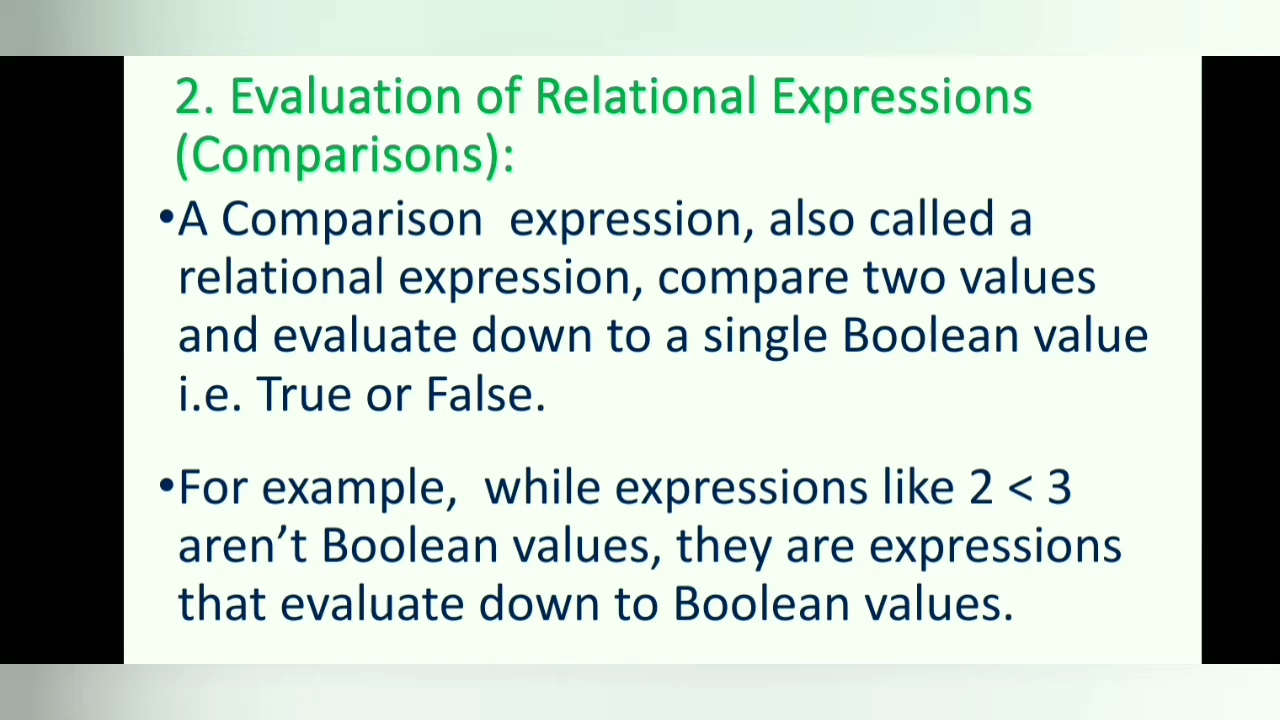 2. Evaluation of Relational Expressions
(Comparisons):
•A Comparison  expression, also called a
relational expression, compare two values
and evaluate down to a single Boolean value
i.e. True or False.
•For example,  while expressions like 2 < 3
aren’t Boolean values, they are expressions
that evaluate down to Boolean values.